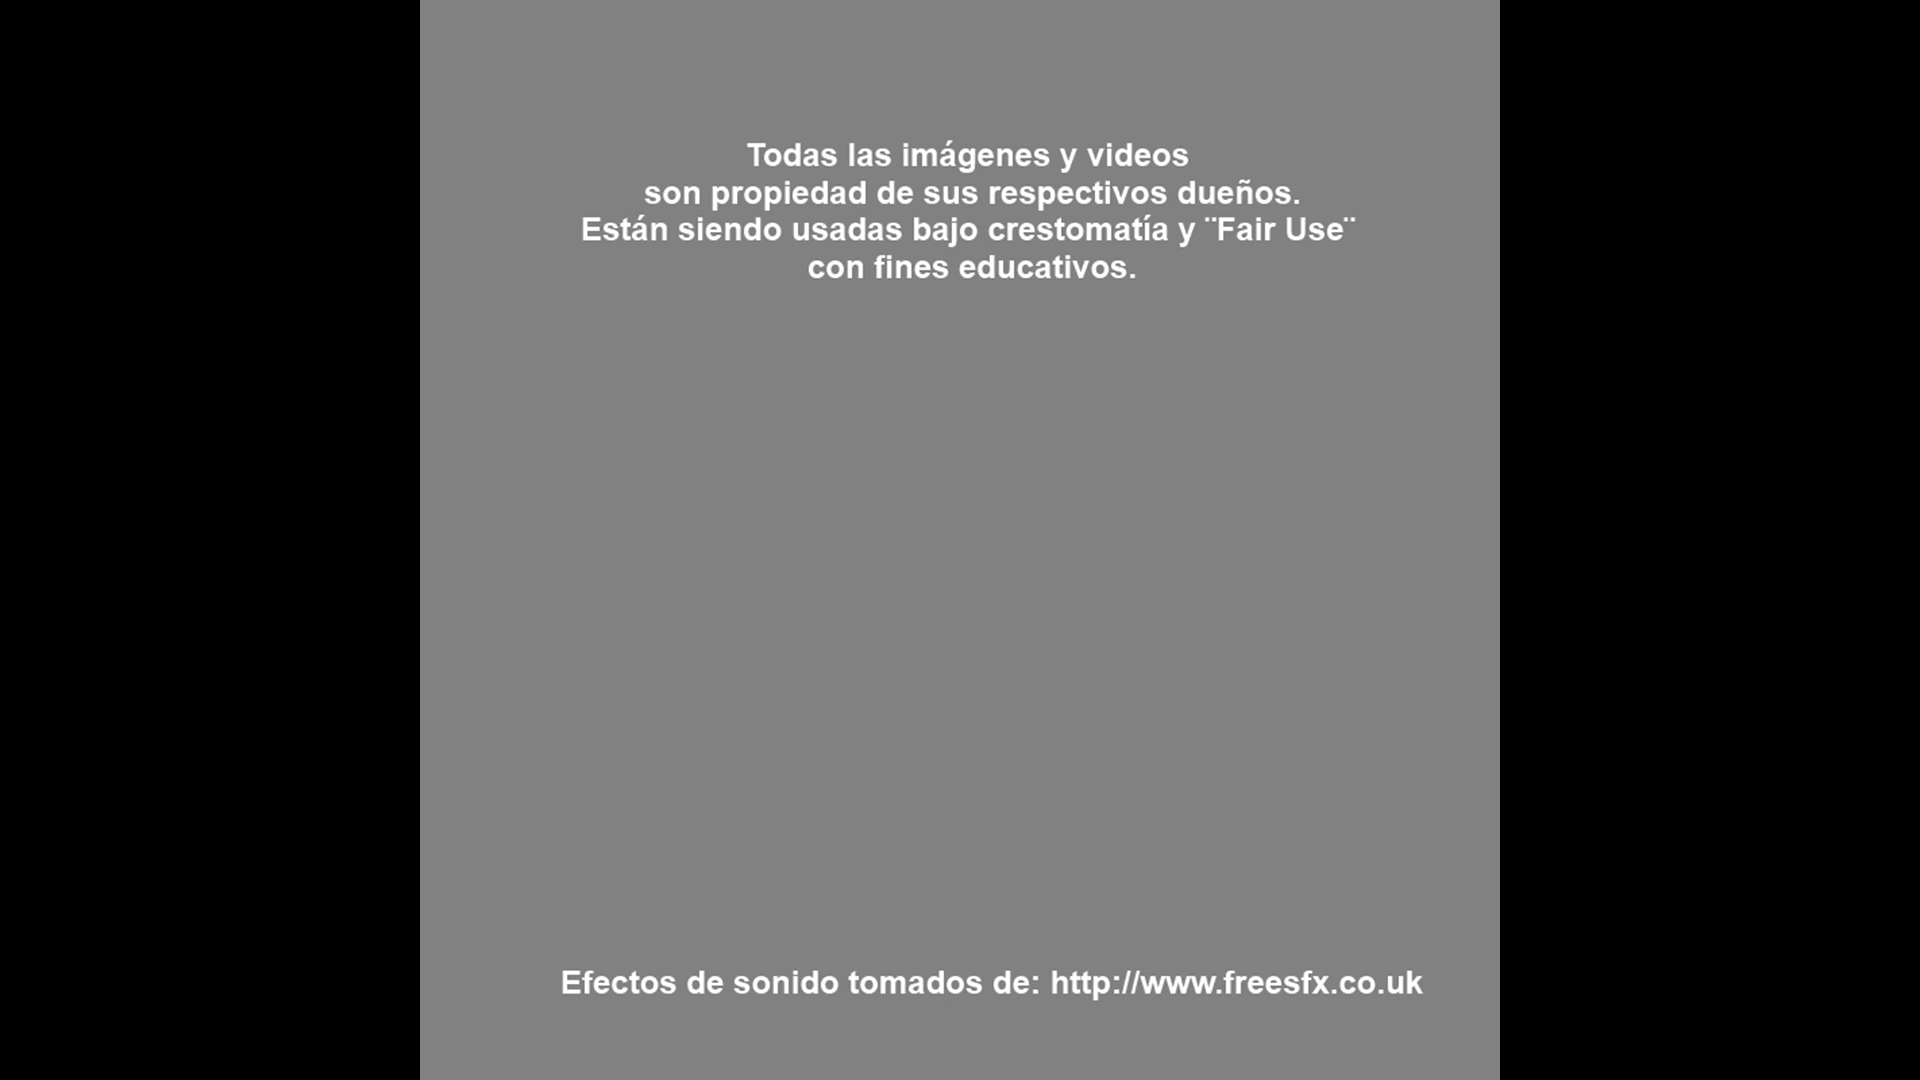 Todas las imágenes y videos
son propiedad de sus respectivos dueños.
Están siendo usadas bajo crestomatía y ¨Fair Use¨
con fines educativos.
Efectos de sonido tomados de: http://www.freesfx.co.uk